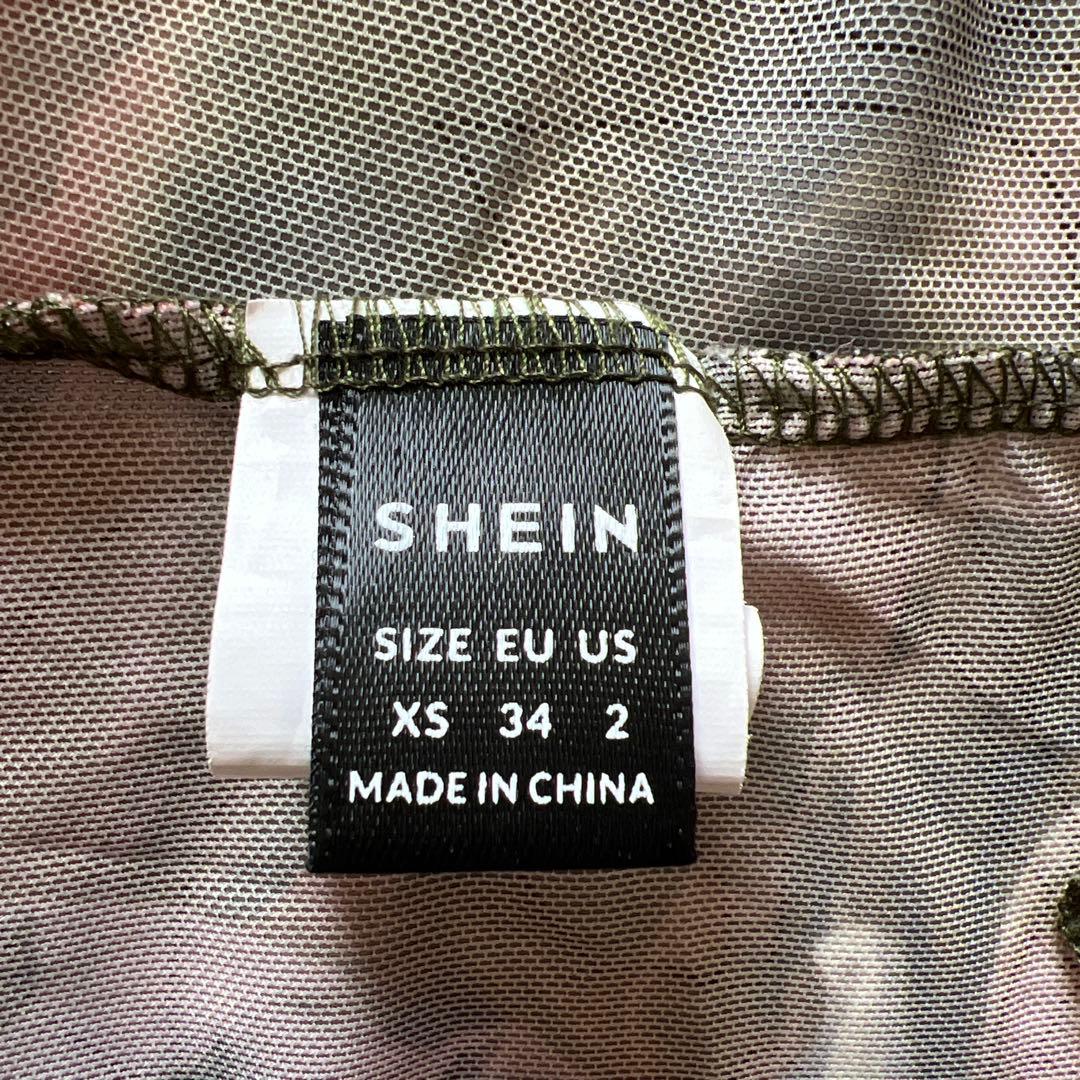 SHEIN
SIZE EU US
XS 34 2
MADE IN CHINA